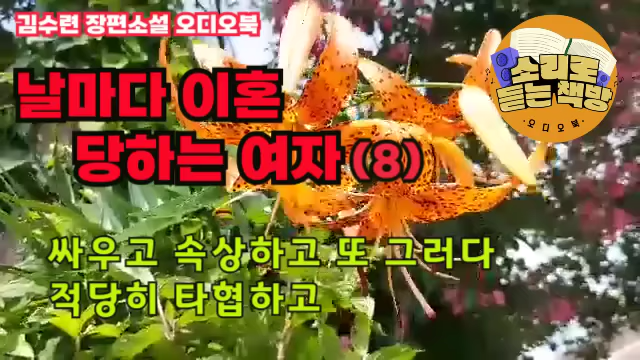 김수련 장편소설 오디오북
날마다 이혼
당하는 여자 (8)
소리로
듣는 책방
·오디오북·
싸우고 속상하고 또 그러다
적당히 타협하고